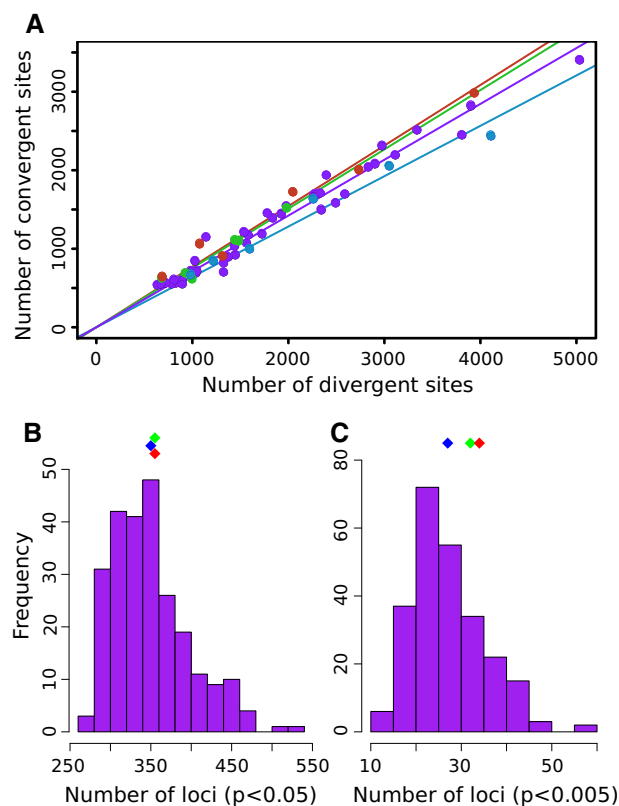 A
Number of convergent sites
3000
2000
1000
0
0 1000 2000 3000 4000 5000
Number of divergent sites
B
Frequency
50
40
30
20
10
0
250 350 450 550
Number of loci (p<0.05)
C
80
60
40
20
0
10 30 50
Number of loci (p<0.005)